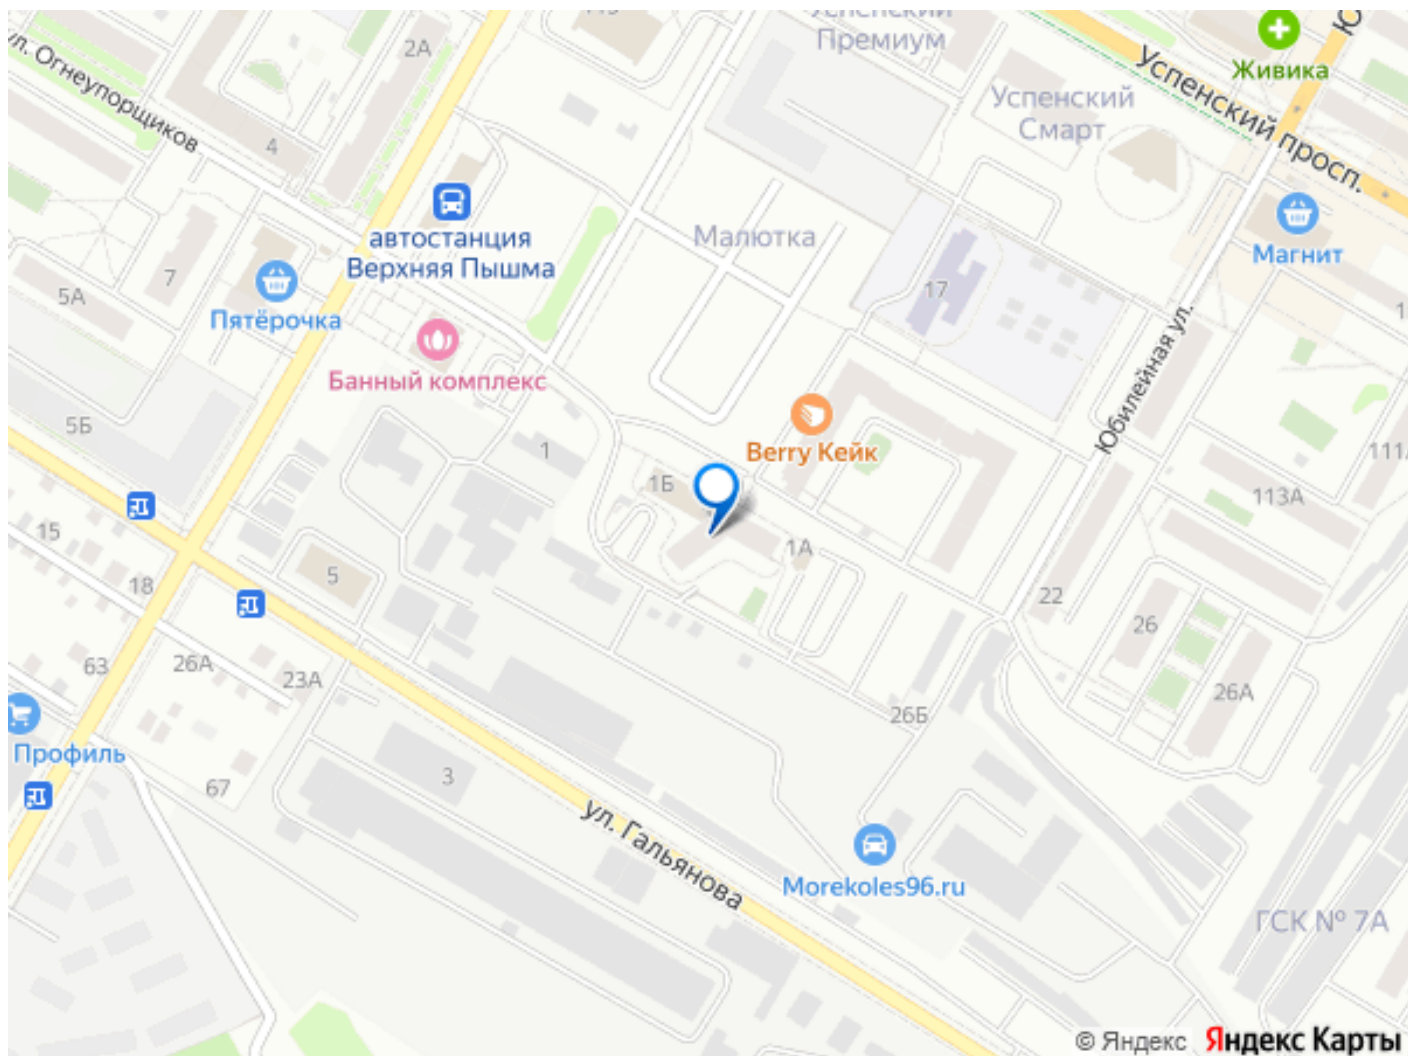 Премиум
2А
Живика
ул. Огнеупорщиков
Успенский просп.
Успенский
Смарт
4
автостанция
Верхняя Пышма
Малютка
Магнит
7
5А
17
Пятёрочка
Юбилейная ул.
Банный комплекс
5Б
1
Berry Кейк
1Б
113А
15
1А
5
18
22
26
63
26А
23А
26А
26Б
Профиль
3
67
ул. Гальянова
Morekoles96.ru
ГСК № 7А
© Яндекс Яндекс Карты